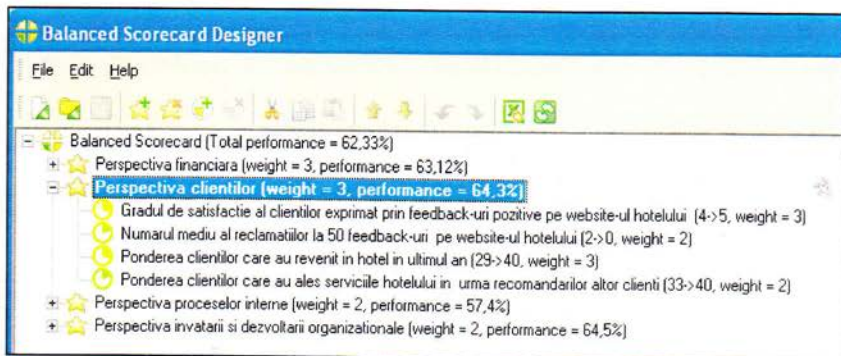 Balanced Scorecard Designer
File Edit Help
Balanced Scorecard (Total performance = 62,33%)
Perspectiva financiara (weight = 3, performance = 63,12%)
Perspectiva clientilor (weight = 3, performance = 64,3%)
Gradul de satisfactie al clientilor exprimat prin feedback-uri pozitive pe website-ul hotelului (4->5, weight = 3)
Numarul mediu al reclamatiilor la 50 feedback-uri pe website-ul hotelului (2->0, weight = 2)
Ponderea clientilor care au revenit in hotel in ultimul an (29->40, weight = 3)
Ponderea clientilor care au ales serviciile hotelului in urma recomandarilor altor clienti (33->40, weight = 2)
Perspectiva proceselor interne (weight = 2, performance = 57,4%)
Perspectiva invatarii si dezvoltarii organizationale (weight = 2, performance = 64,5%)